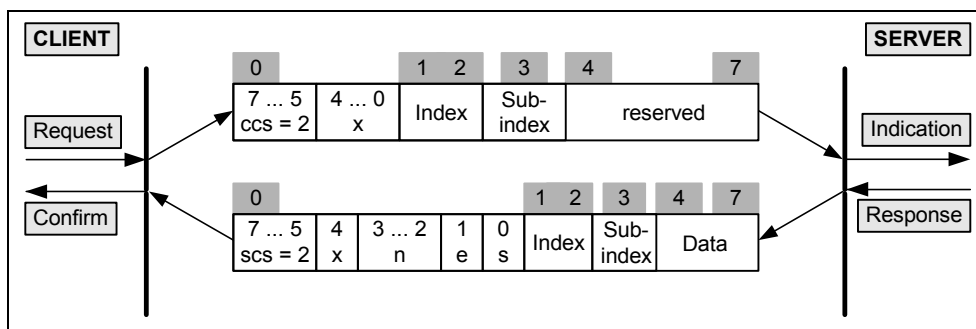 CLIENT
SERVER
0
1 2
3
4
7
7 ... 5
ccs = 2
4 ... 0
x
Index
Sub-
index
reserved
Request
Indication
Confirm
Response
0
1 2
3
4
7
7 ... 5
scs = 2
4
x
3 ... 2
n
1
e
0
s
Index
Sub-
index
Data